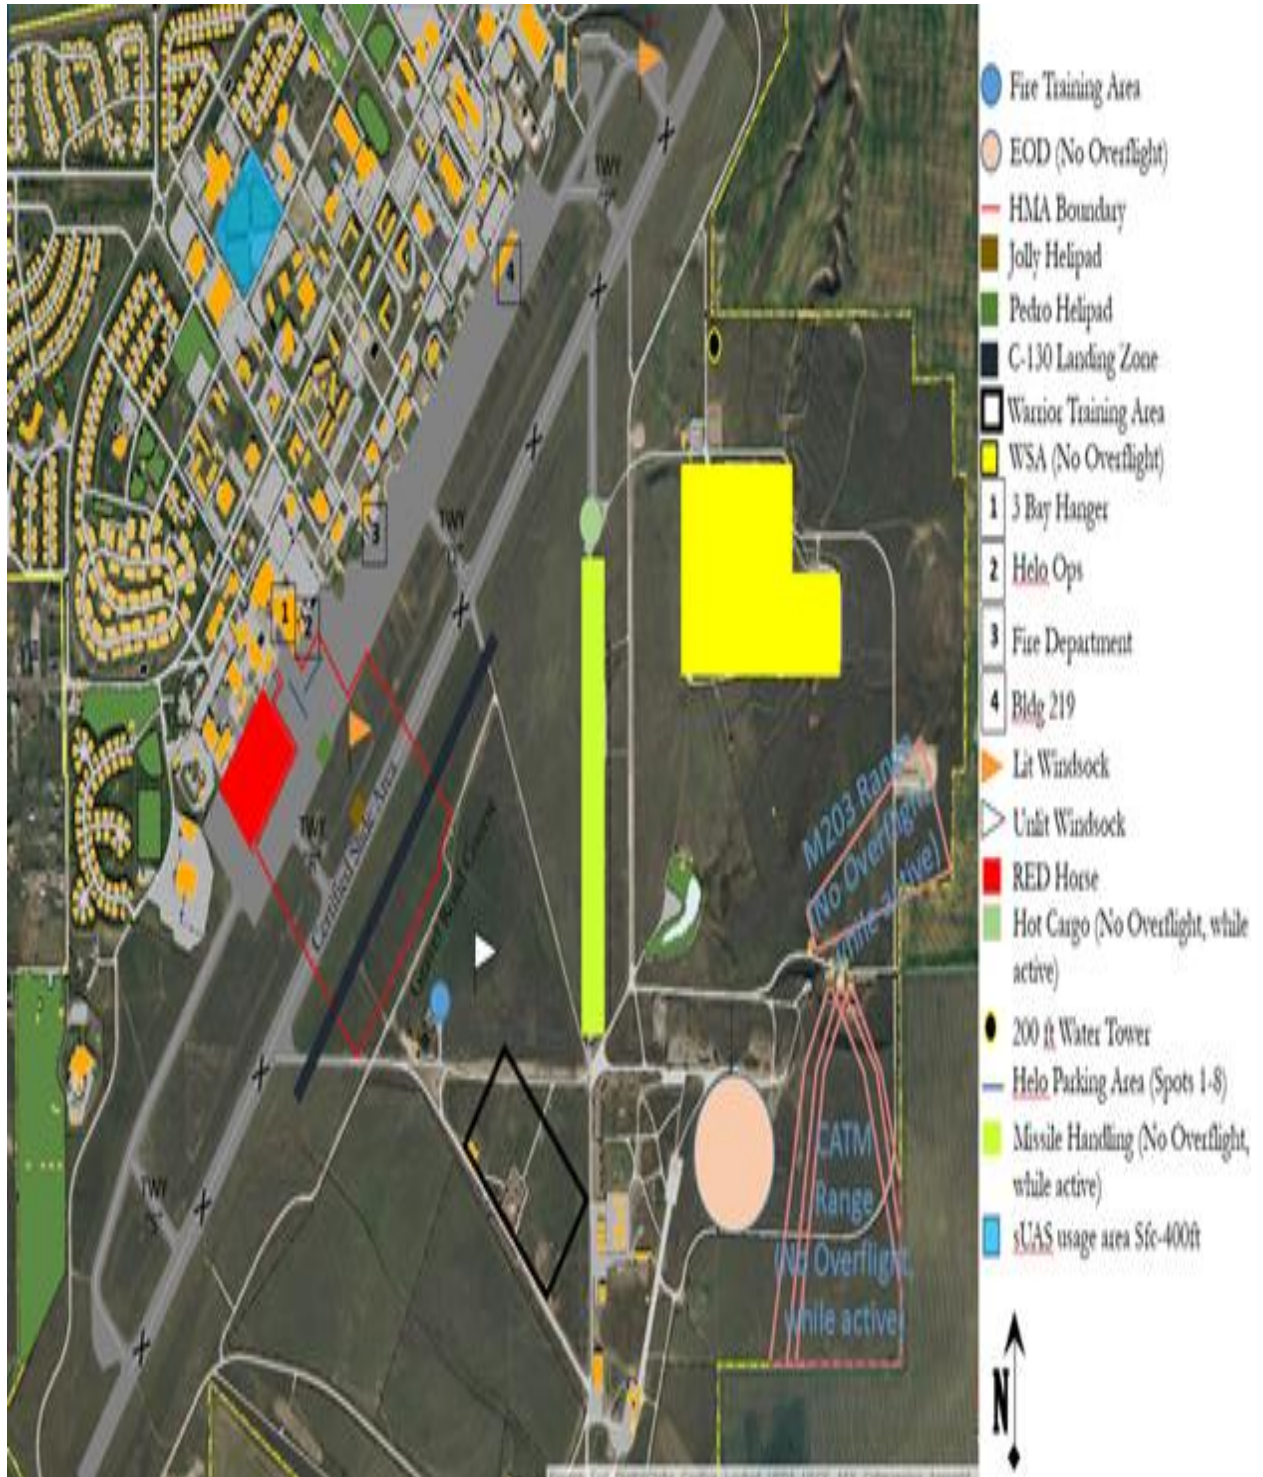 Fire Training Area
EOD (No Overflight)
HMA Boundary
Jolly Helipad
Pedro Helipad
C-130 Landing Zone
Warrior Training Area
WSA (No Overflight)
1 3 Bay Hanger
2 Helo Ops
3 Fire Department
4 Bldg 219
Lit Windsock
Unlit Windsock
RED Horse
Hot Cargo (No Overflight, while
active)
200 ft Water Tower
Helo Parking Area (Spots 1-8)
Missile Handling (No Overflight,
while active)
sUAS usage area Sfc-400ft
N
TWY
4
3
TWY
1
2
TWY
Certified Slide Area
M203 Range
(No Overflight
while active)
CATM
Range
(No Overflight,
while active)
TWY